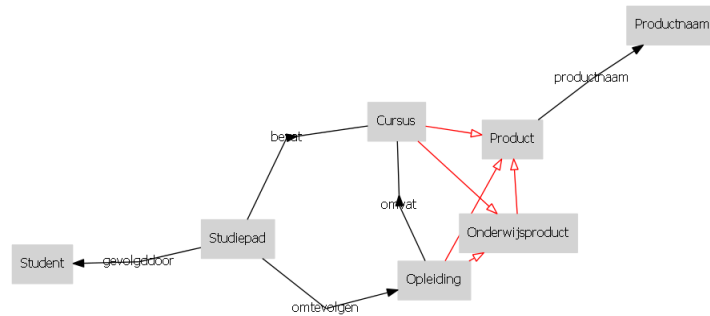 Productnaam
productnaam
Cursus
bevat
Product
omvat
Studiepad
Onderwijsproduct
Student
gevolgddoor
Opleiding
omtevolgen